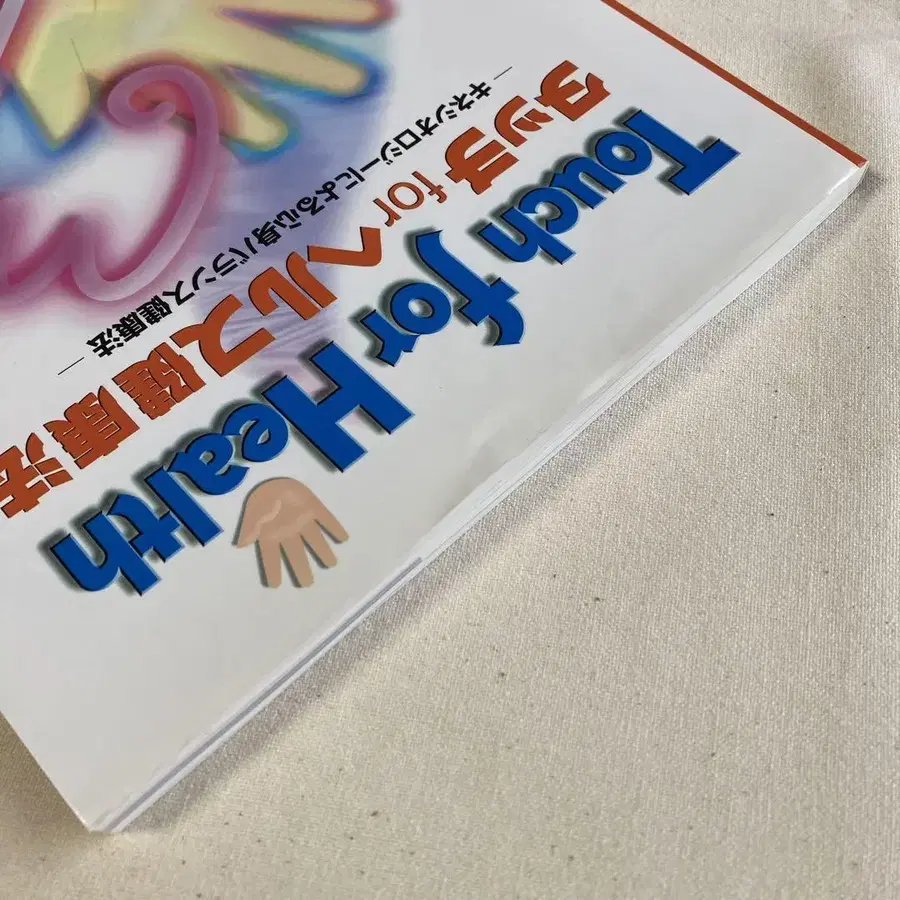 Touch for Health
タッチ for ヘルス健康法
―キネシオロジーによる心身バランス健康法―